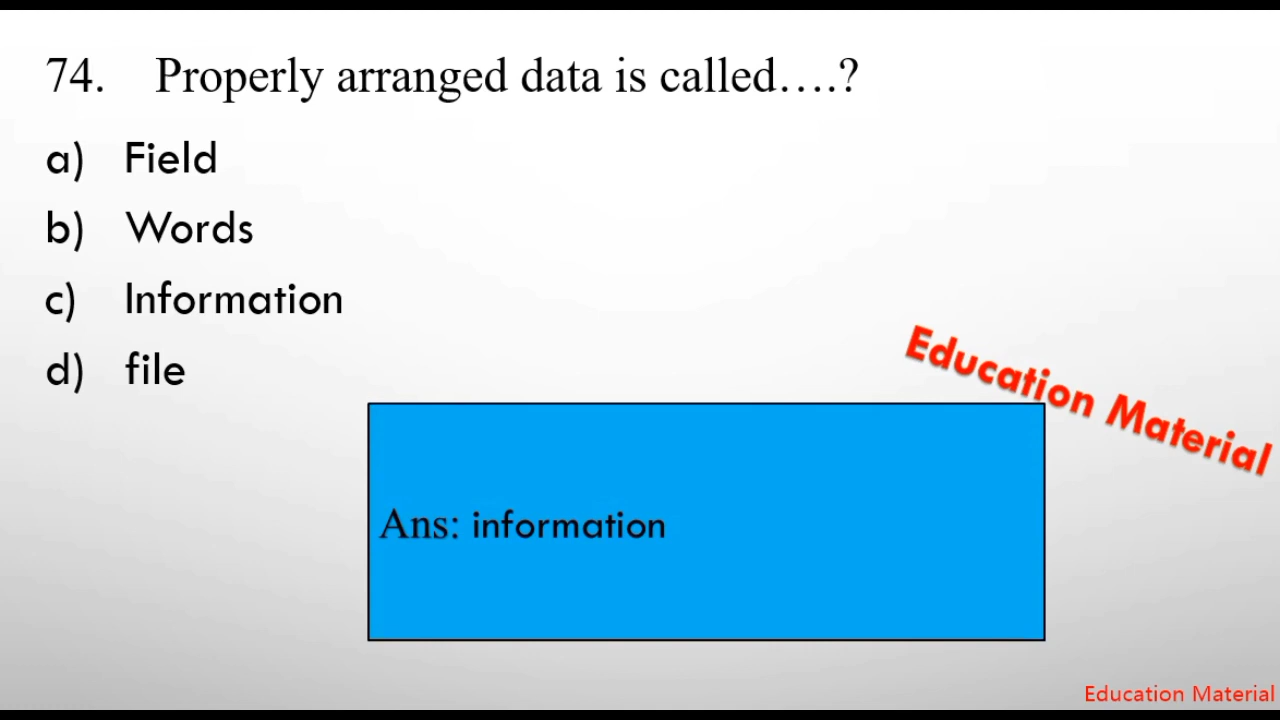 74. Properly arranged data is called….?
a) Field
b) Words
c) Information
d) file
Education Material
Ans: information
Education Material